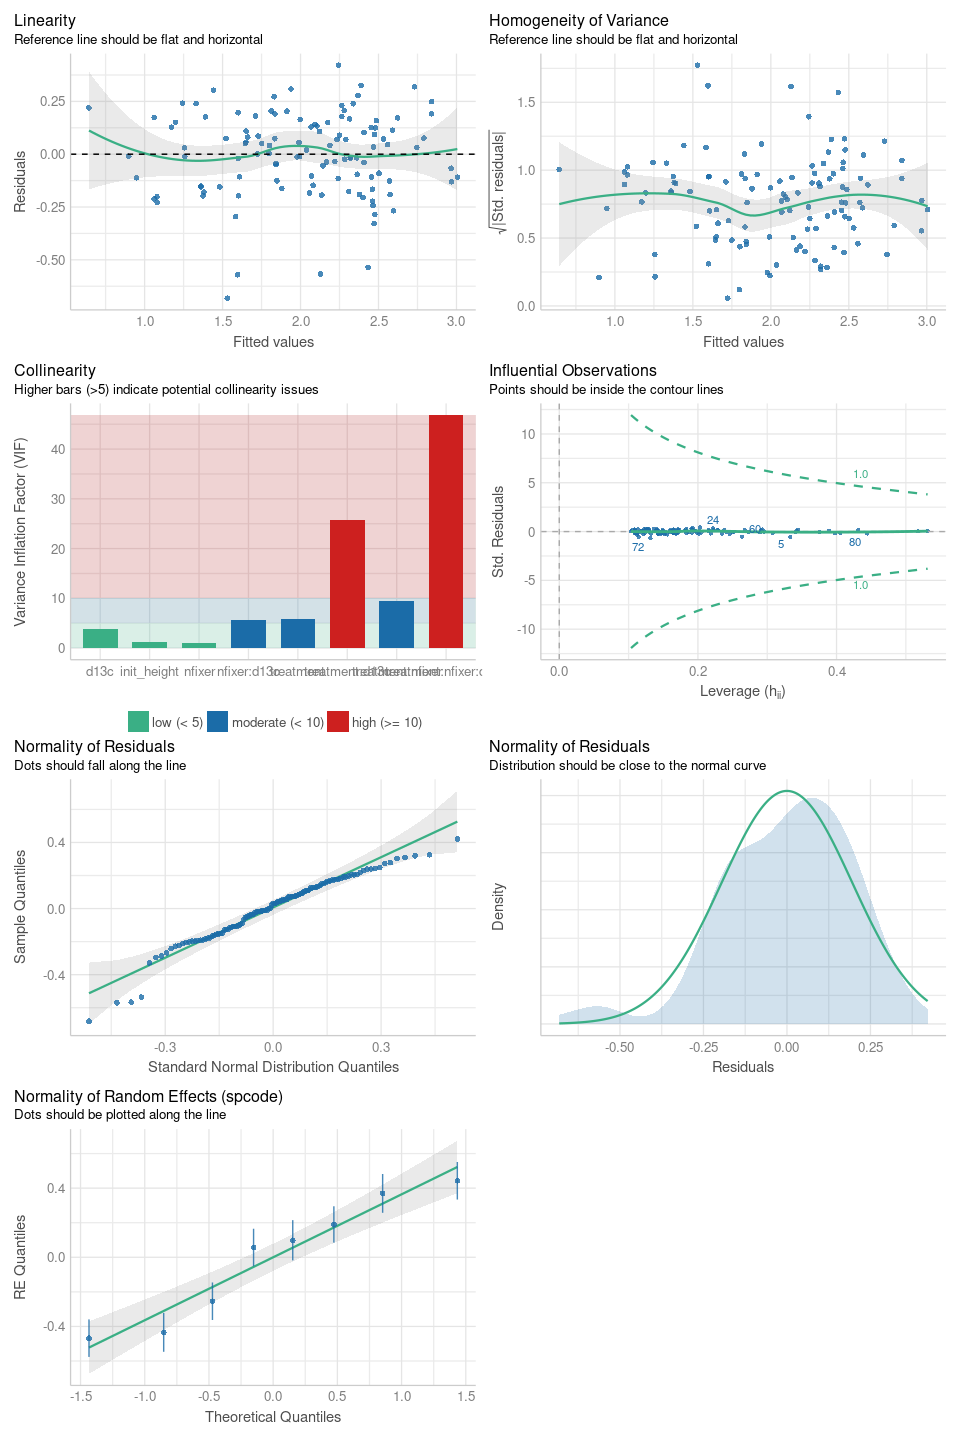 Linearity
Reference line should be flat and horizontal
Residuals
0.25
0.00
-0.25
-0.50
1.0 1.5 2.0 2.5 3.0
Fitted values
Homogeneity of Variance
Reference line should be flat and horizontal
√|Std. residuals|
1.5
1.0
0.5
0.0
1.0 1.5 2.0 2.5 3.0
Fitted values
Collinearity
Higher bars (>5) indicate potential collinearity issues
Variance Inflation Factor (VIF)
40
30
20
10
0
d13c init_height nfixer nfixer:d13c
low (< 5) moderate (< 10) high (>= 10)
Influential Observations
Points should be inside the contour lines
Std. Residuals
10
5
0
-5
-10
1.0
24
60
72
5
80
1.0
0.0 0.2 0.4
Leverage (hii)
Normality of Residuals
Dots should fall along the line
Sample Quantiles
0.4
0.0
-0.4
-0.3 0.0 0.3
Standard Normal Distribution Quantiles
Normality of Residuals
Distribution should be close to the normal curve
Density
-0.50 -0.25 0.00 0.25
Residuals
Normality of Random Effects (spcode)
Dots should be plotted along the line
RE Quantiles
0.4
0.0
-0.4
-1.5 -1.0 -0.5 0.0 0.5 1.0 1.5
Theoretical Quantiles